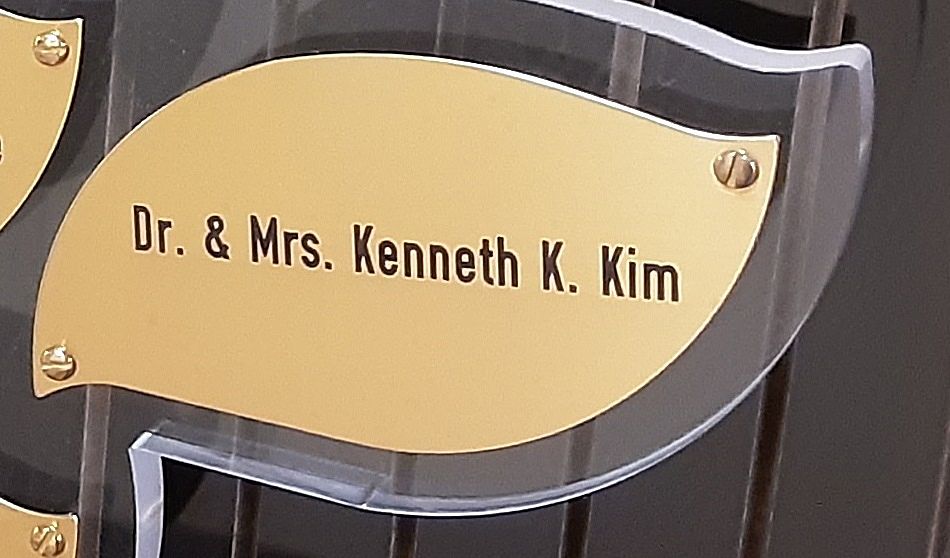 Dr. & Mrs. Kenneth K. Kim